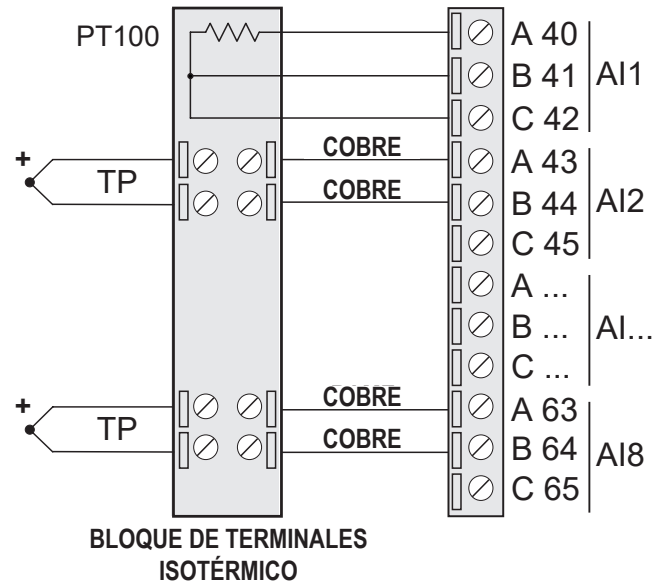 PT100
A 40
B 41 AI1
C 42
+ COBRE A 43
TP COBRE B 44 AI2
C 45
A ...
B ... AI...
C ...
+ COBRE A 63
TP COBRE B 64 AI8
C 65
BLOQUE DE TERMINALES
ISOTÉRMICO